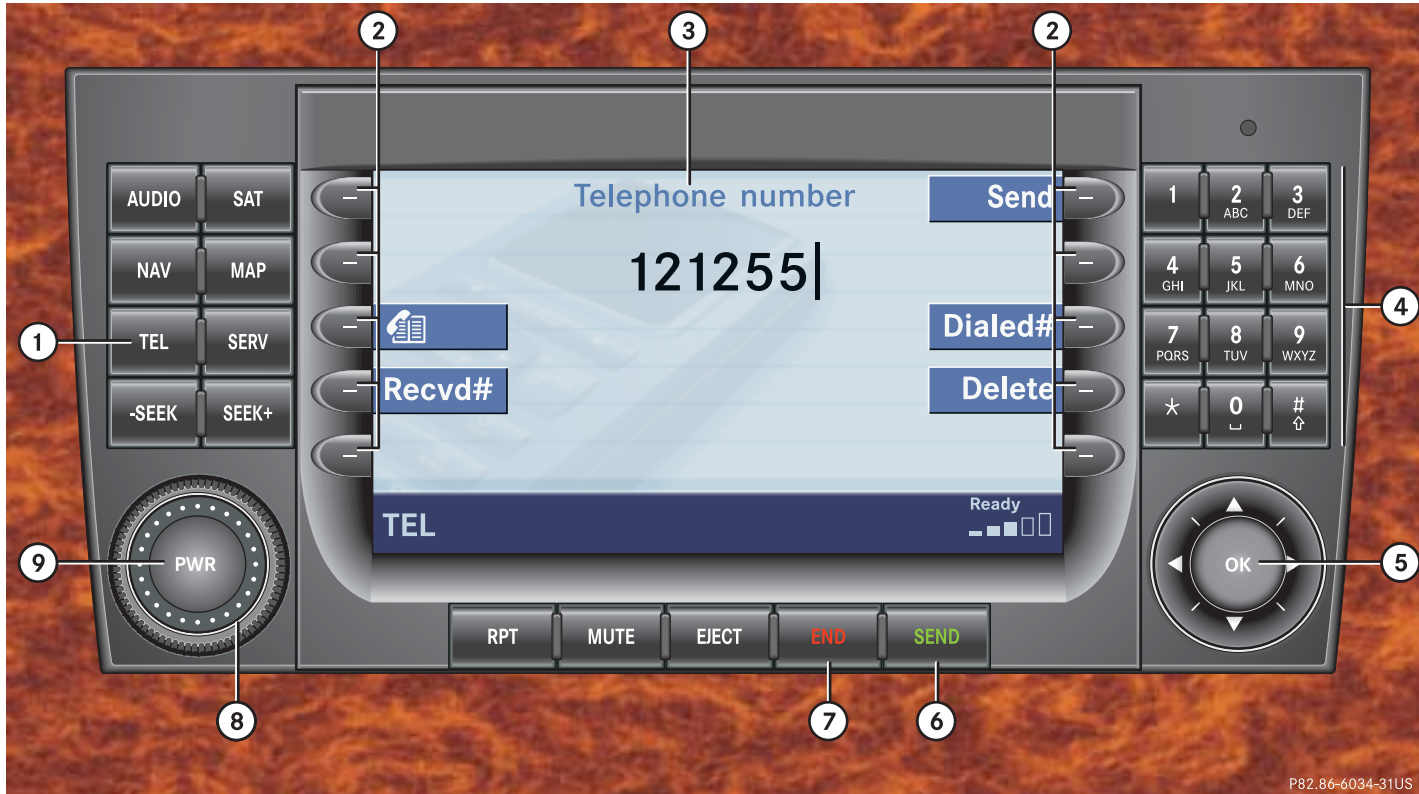 2
3
2
AUDIO
SAT
NAV
MAP
TEL
SERV
-SEEK
SEEK+
1
PWR
9
8
Telephone number
121255
Send
Dialed#
Recvd#
Delete
TEL
Ready
RPT
MUTE
EJECT
END
SEND
7
6
1
2
ABC
3
DEF
4
GHI
5
JKL
6
MNO
7
PQRS
8
TUV
9
WXYZ
*
0
#
4
OK
5
P82.86-6034-31US